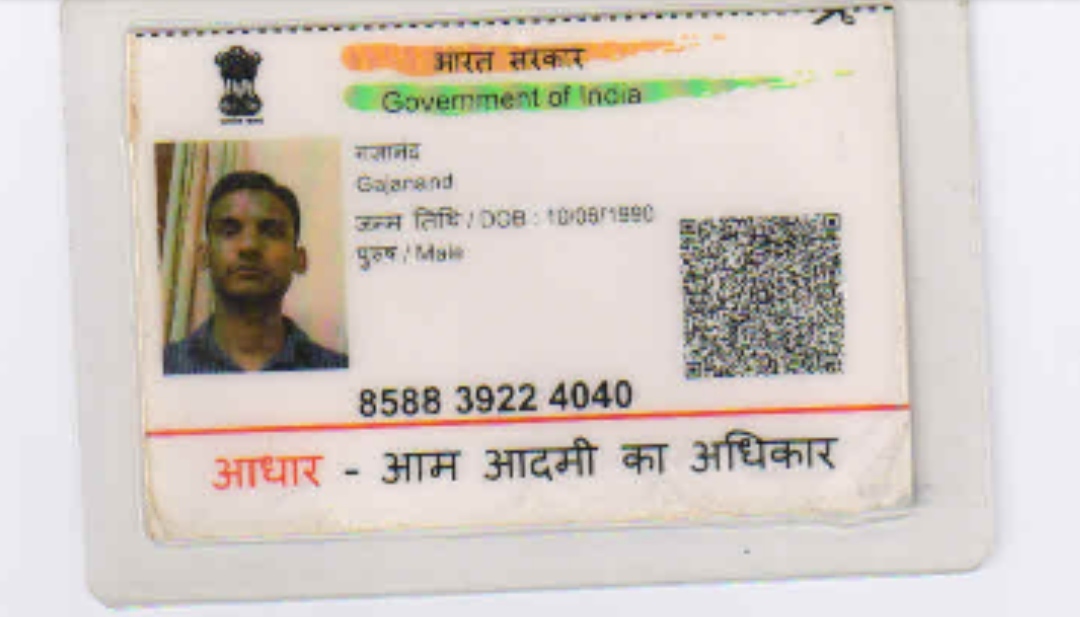 भारत सरकार
Government of India
गजानंद
Gajanand
जन्म तिथि / DOB : 10/08/1990
पुरुष / Male
8588 3922 4040
आधार - आम आदमी का अधिकार